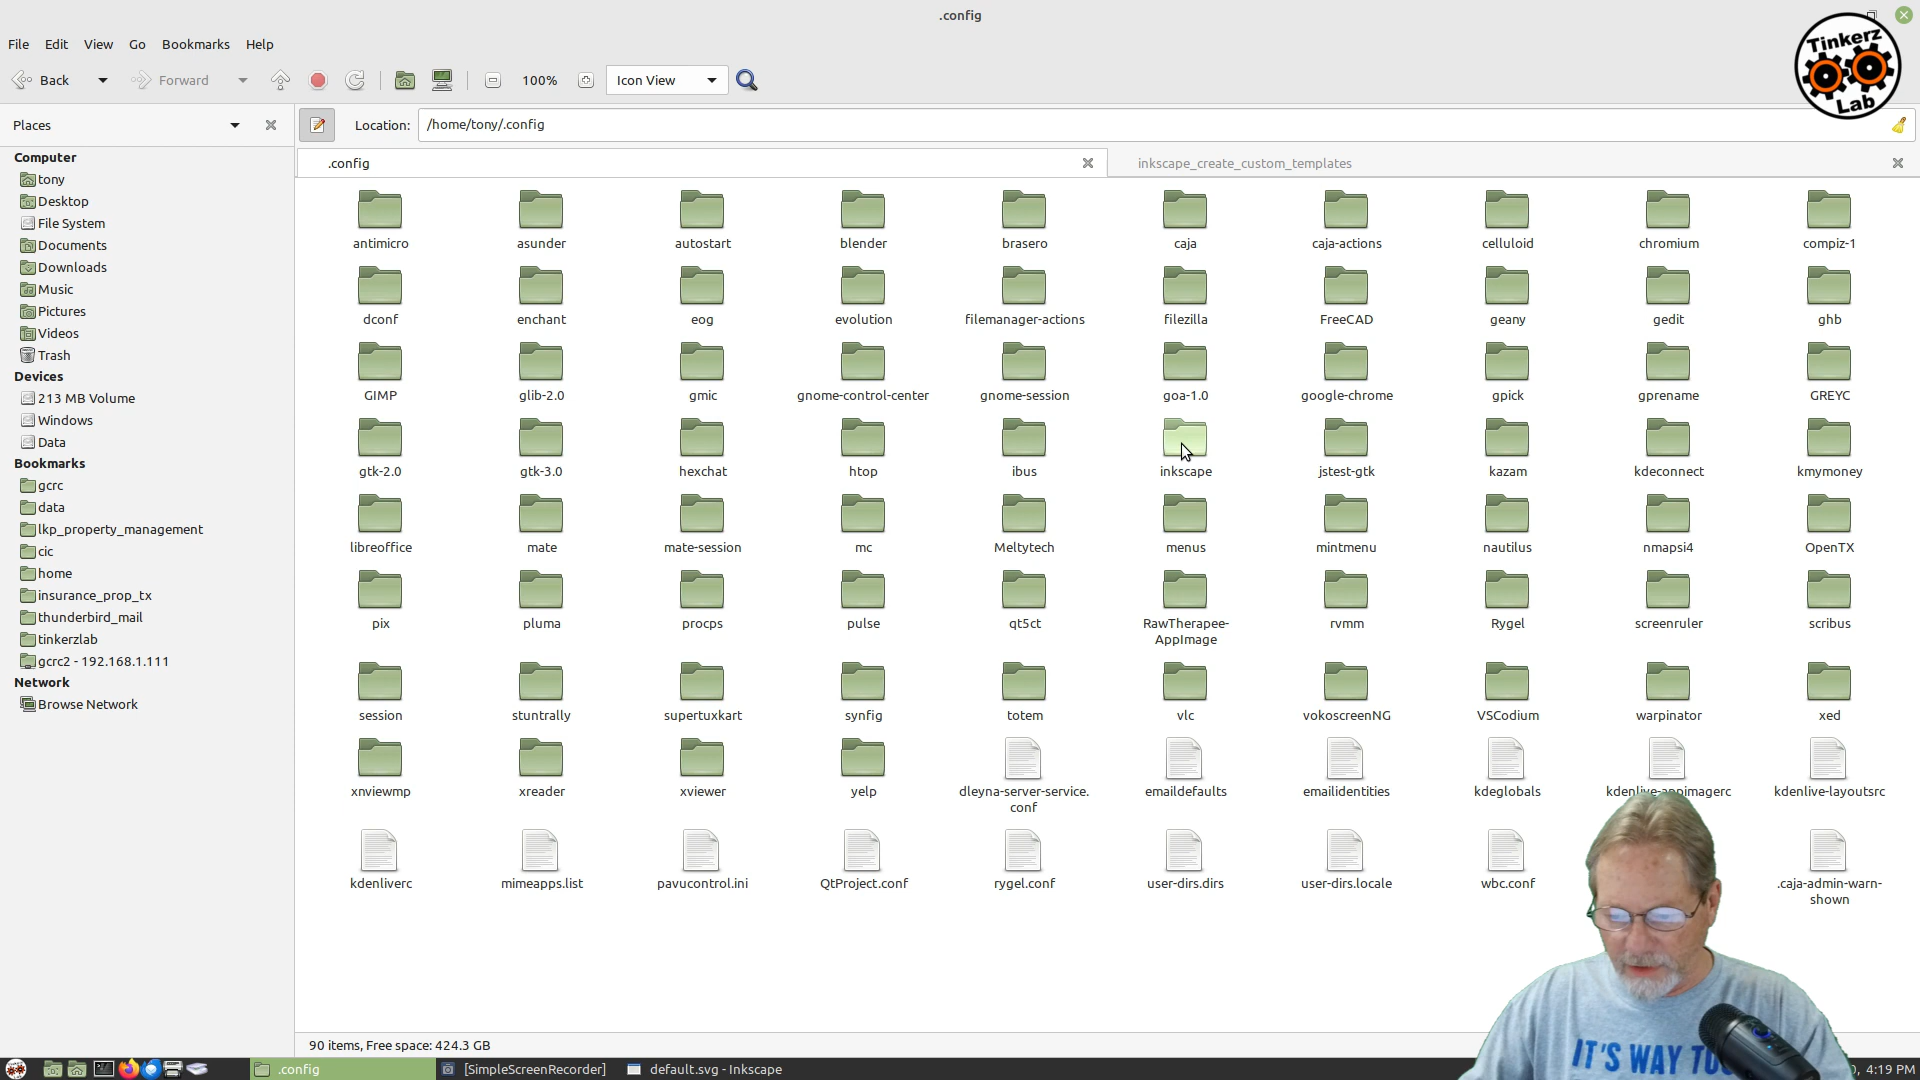 .config
Tinkerz
Lab
File Edit View Go Bookmarks Help
Back Forward 100% Icon View
Places
Location: /home/tony/.config
.config inkscape_create_custom_templates
Computer
tony
Desktop
File System
Documents
Downloads
Music
Pictures
Videos
Trash
Devices
213 MB Volume
Windows
Data
Bookmarks
gcrc
data
lkp_property_management
cic
home
insurance_prop_tx
thunderbird_mail
tinkerzlab
gcrc2 - 192.168.1.111
Network
Browse Network
antimicro asunder autostart blender brasero caja caja-actions celluloid chromium compiz-1
dconf enchant eog evolution filemanager-actions filezilla FreeCAD geany gedit ghb
GIMP glib-2.0 gmic gnome-control-center gnome-session goa-1.0 google-chrome gpick gprename GREYC
gtk-2.0 gtk-3.0 hexchat htop ibus inkscape jstest-gtk kazam kdeconnect kmymoney
libreoffice mate mate-session mc Meltytech menus mintmenu nautilus nmapsi4 OpenTX
pix pluma procps pulse qt5ct RawTherapee- rvmm Rygel screenruler scribus
AppImage
session stuntrally supertuxkart synfig totem vlc vokoscreenNG VSCodium warpinator xed
xnviewmp xreader xviewer yelp dleyna-server-service. emaildefaults emailidentities kdeglobals kdenlive-appimagerc kdenlive-layoutsrc
conf
kdenliverc mimeapps.list pavucontrol.ini QtProject.conf rygel.conf user-dirs.dirs user-dirs.locale wbc.conf .caja-admin-warn-
shown
IT'S WAY
90 items, Free space: 424.3 GB
.config [SimpleScreenRecorder] default.svg - Inkscape 4:19 PM